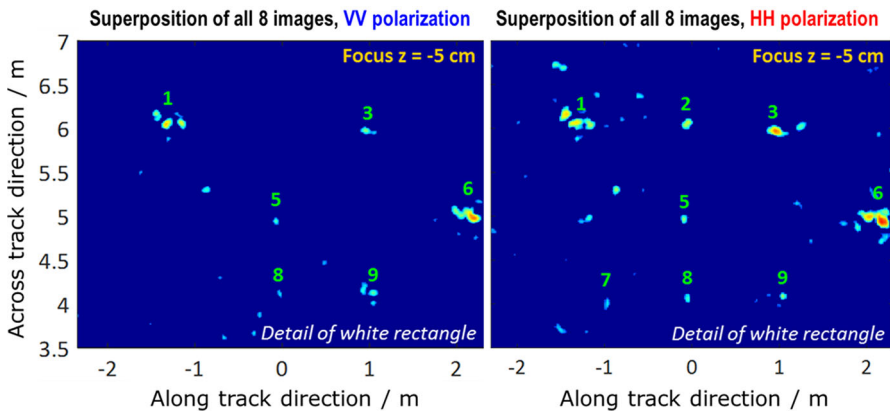 Superposition of all 8 images, VV polarization
Superposition of all 8 images, HH polarization
Across track direction / m
7
6.5
6
5.5
5
4.5
4
3.5
Focus z = -5 cm
1
3
5
6
8
9
Detail of white rectangle
-2 -1 0 1 2
Along track direction / m
Focus z = -5 cm
1
2
3
6
5
7
8
9
Detail of white rectangle
-2 -1 0 1 2
Along track direction / m